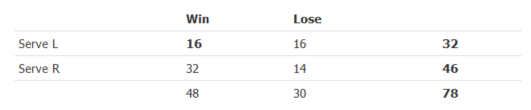 Win Lose
Serve L 16 16 32
Serve R 32 14 46
48 30 78